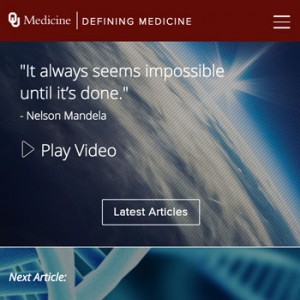 OU Medicine | DEFINING MEDICINE
"It always seems impossible
until it's done."
- Nelson Mandela
Play Video
Latest Articles
Next Article: